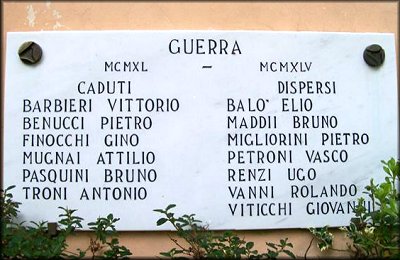 GUERRA
MCMXL – MCMXLV
CADUTI
BARBIERI VITTORIO
BENUCCI PIETRO
FINOCCHI GINO
MUGNAI ATTILIO
PASQUINI BRUNO
TRONI ANTONIO
DISPERSI
BALO' ELIO
MADDII BRUNO
MIGLIORINI PIETRO
PETRONI VASCO
RENZI UGO
VANNI ROLANDO
VITICCHI GIOVANNI